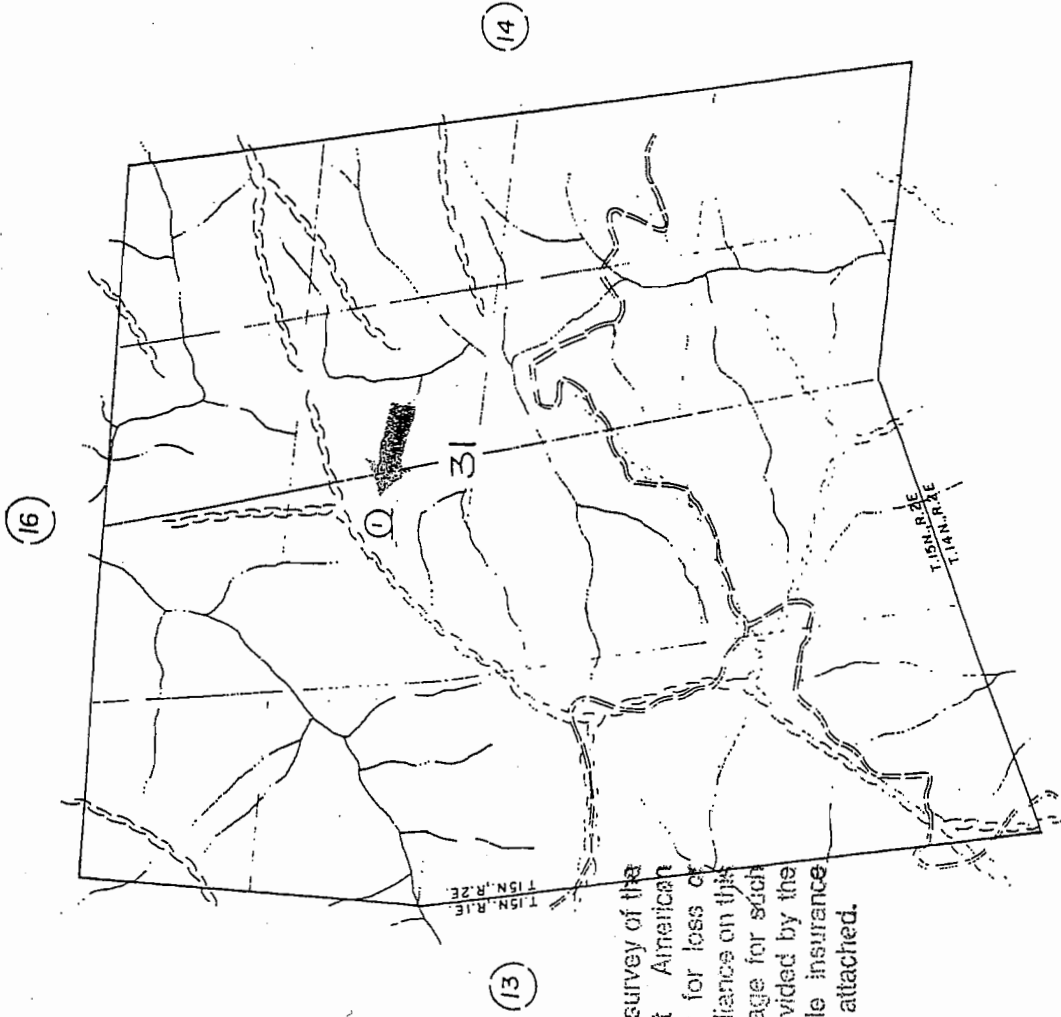 16
14
1
31
T.15N., R.2E
T.14N., R.2E
T.15N., R.1E.
T.15N., R.2E.
13
survey of the
American
for loss or
liance on this
age for such
vided by the
le insurance
attached.